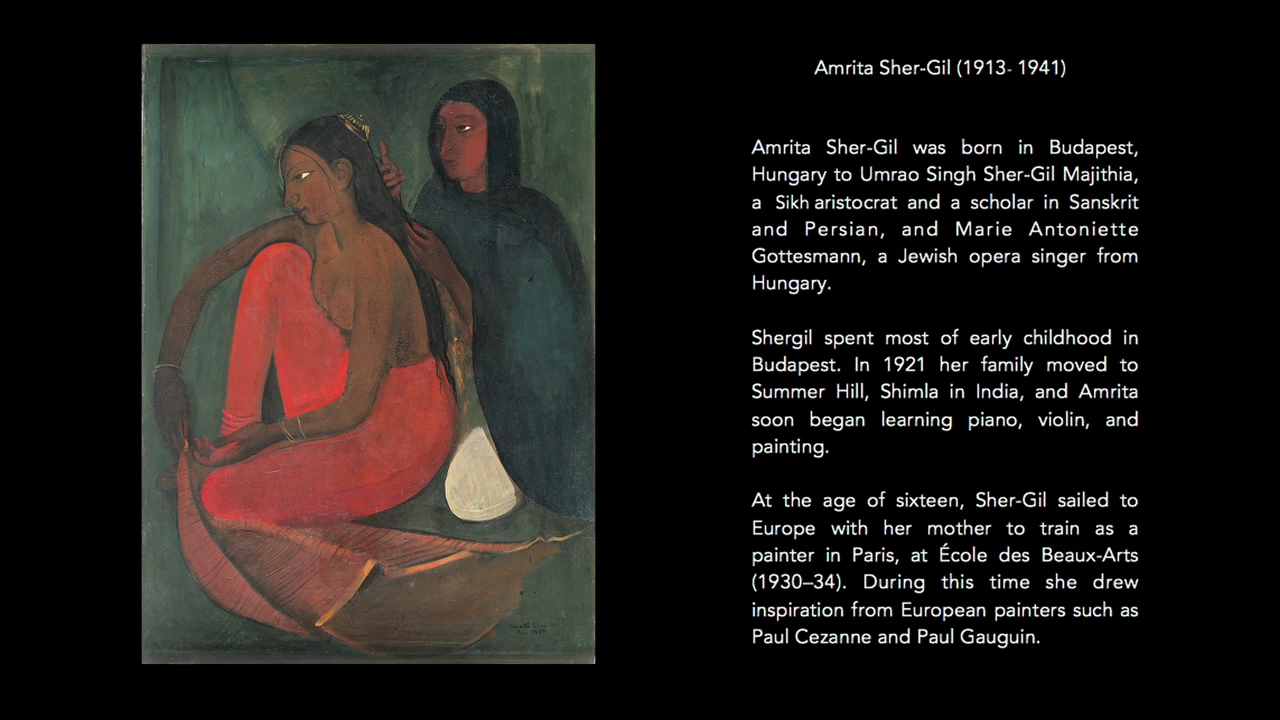 Amrita Sher-Gil (1913- 1941)
Amrita Sher-Gil was born in Budapest,
Hungary to Umrao Singh Sher-Gil Majithia,
a Sikh aristocrat and a scholar in Sanskrit
and Persian, and Marie Antoniette
Gottesmann, a Jewish opera singer from
Hungary.
Shergil spent most of early childhood in
Budapest. In 1921 her family moved to
Summer Hill, Shimla in India, and Amrita
soon began learning piano, violin, and
painting.
At the age of sixteen, Sher-Gil sailed to
Europe with her mother to train as a
painter in Paris, at École des Beaux-Arts
(1930–34). During this time she drew
inspiration from European painters such as
Paul Cezanne and Paul Gauguin.